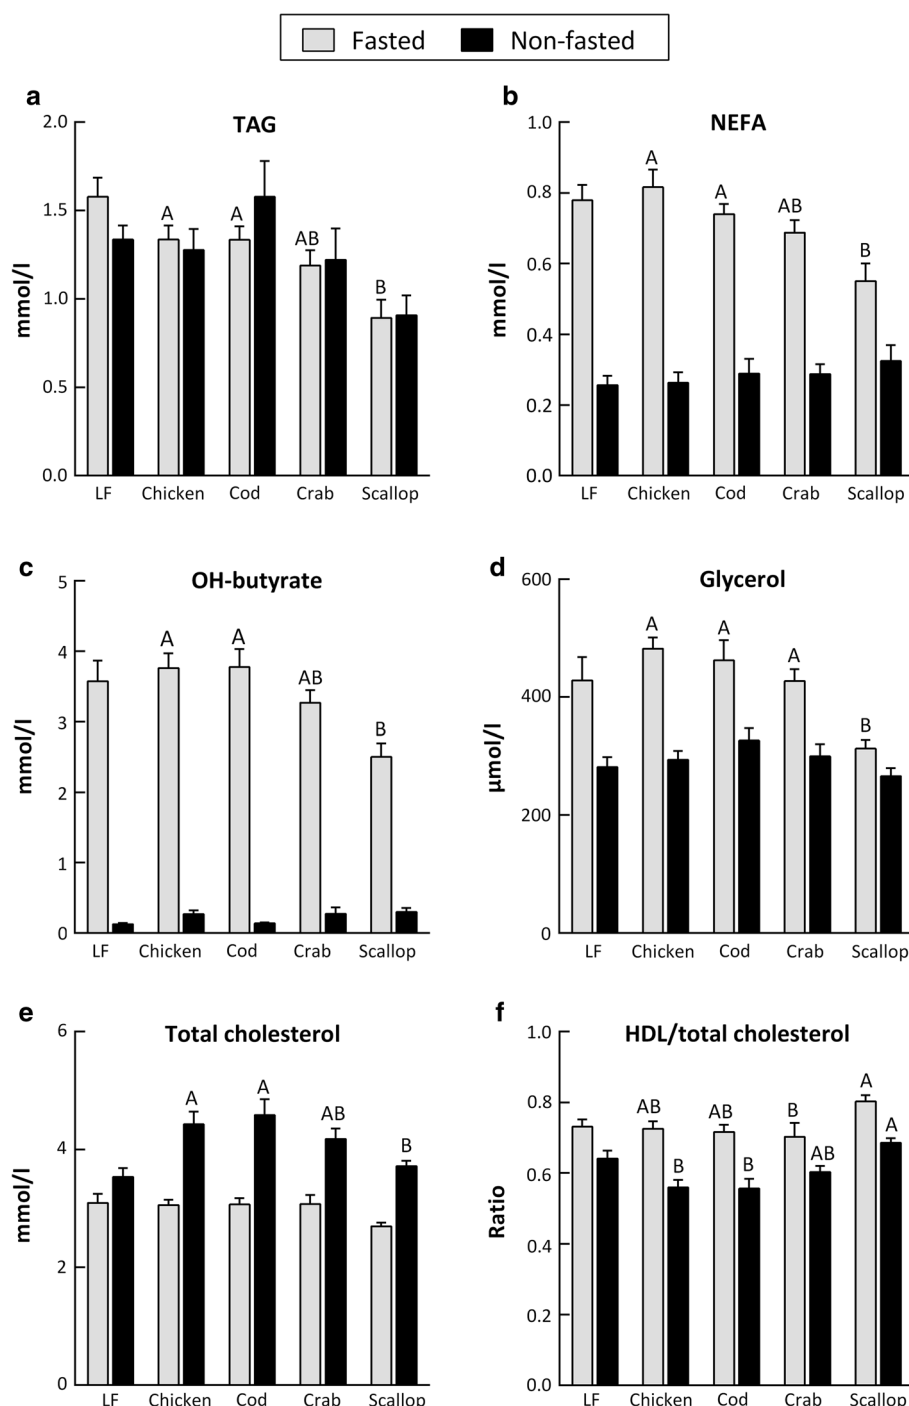 Fasted Non-fasted
a
TAG
mmol/l
2.0
1.5
1.0
0.5
0.0
A A AB B
LF Chicken Cod Crab Scallop
b
NEFA
mmol/l
1.0
0.8
0.6
0.4
0.2
0.0
A A AB B
LF Chicken Cod Crab Scallop
c
OH-butyrate
mmol/l
5
4
3
2
1
0
A A AB B
LF Chicken Cod Crab Scallop
d
Glycerol
µmol/l
600
400
200
0
A A A B
LF Chicken Cod Crab Scallop
e
Total cholesterol
mmol/l
6
4
2
0
A A AB B
LF Chicken Cod Crab Scallop
f
HDL/total cholesterol
Ratio
1.0
0.8
0.6
0.4
0.2
0.0
AB AB B A
B B AB A
LF Chicken Cod Crab Scallop